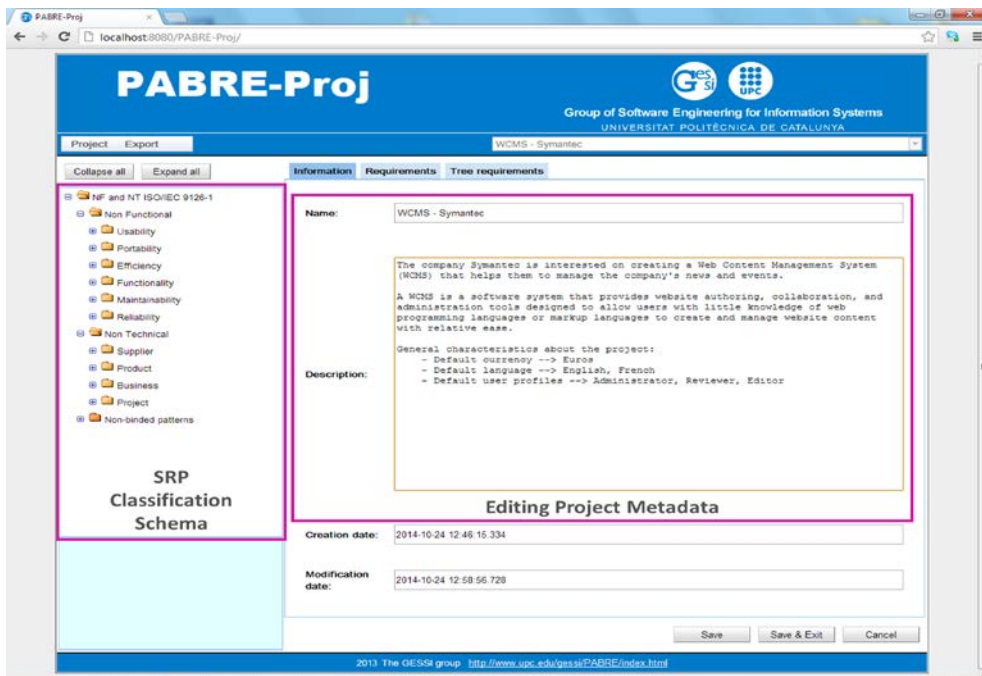 PABRE-Proj
localhost:8080/PABRE-Proj/
PABRE-Proj
Gessi
UPC
Group of Software Engineering for Information Systems
UNIVERSITAT POLITÈCNICA DE CATALUNYA
Project Export
WCMS - Symantec
Collapse all Expand all
Information Requirements Tree requirements
NF and NT ISO/IEC 9126-1
Non Functional
Usability
Portability
Efficiency
Functionality
Maintainability
Reliability
Non Technical
Supplier
Product
Business
Project
Non-binded patterns
SRP
Classification
Schema
Name: WCMS - Symantec
Description:
The company Symantec is interested on creating a Web Content Management System
(WCMS) that helps them to manage the company's news and events.
A WCMS is a software system that provides website authoring, collaboration, and
administration tools designed to allow users with little knowledge of web
programming languages or markup languages to create and manage website content
with relative ease.
General characteristics about the project:
- Default currency --> Euros
- Default language --> English, French
- Default user profiles --> Administrator, Reviewer, Editor
Editing Project Metadata
Creation date: 2014-10-24 12:46:15.334
Modification
date: 2014-10-24 12:58:56.728
Save Save & Exit Cancel
2013 The GESSI group http://www.upc.edu/gessi/PABRE/index.html